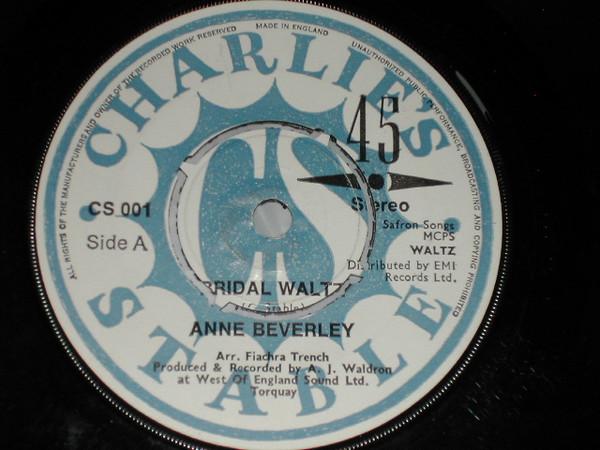 ALL RIGHTS OF THE MANUFACTURERS AND OWNER OF THE RECORDED WORK RESERVED
MADE IN ENGLAND
UNAUTHORIZED PUBLIC PERFORMANCE, BROADCASTING AND COPYING PROHIBITED
CHARLIE'S
CS
45
CS 001
Stereo
Side A
Safron Songs
MCPS
WALTZ
Distributed by EMI
Records Ltd.
BRIDAL WALTZ
ANNE BEVERLEY
Arr. Fiachra Trench
Produced & Recorded by A. J. Waldron
at West Of England Sound Ltd.
Torquay
STABLE